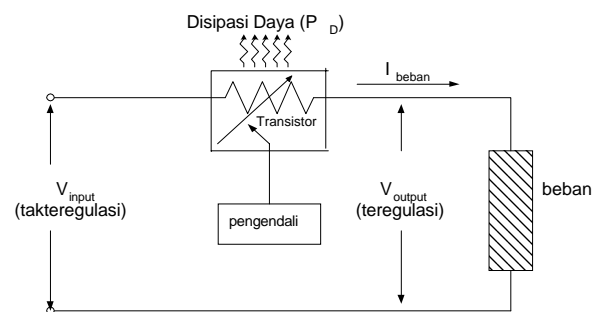 Disipasi Daya (P D)
I beban
Transistor
V input
(takteregulasi)
pengendali
V output
(teregulasi)
beban